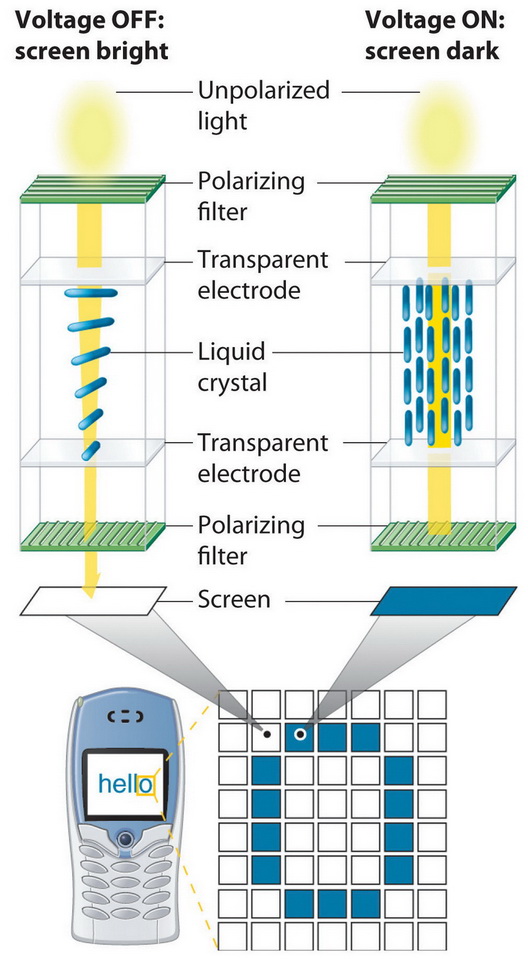 Voltage OFF:
screen bright
Voltage ON:
screen dark
Unpolarized
light
Polarizing
filter
Transparent
electrode
Liquid
crystal
Transparent
electrode
Polarizing
filter
Screen
hello